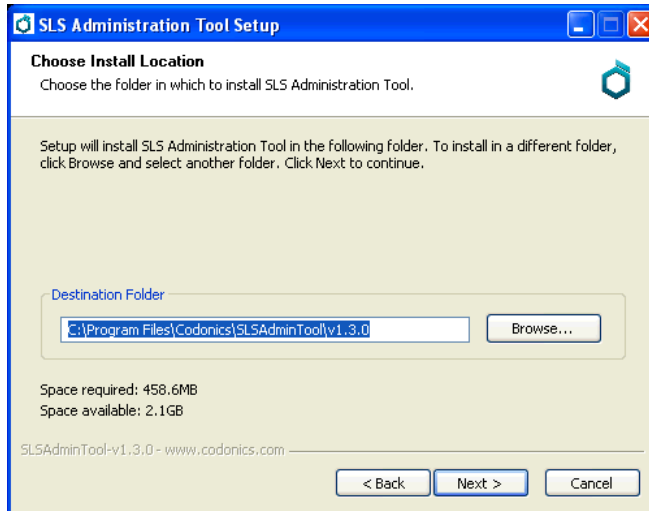 SLS Administration Tool Setup
Choose Install Location
Choose the folder in which to install SLS Administration Tool.
Setup will install SLS Administration Tool in the following folder. To install in a different folder,
click Browse and select another folder. Click Next to continue.
Destination Folder
C:\Program Files\Codonics\SLSAdminTool\v1.3.0
Browse...
Space required: 458.6MB
Space available: 2.1GB
SLSAdminTool-v1.3.0 - www.codonics.com
< Back
Next >
Cancel